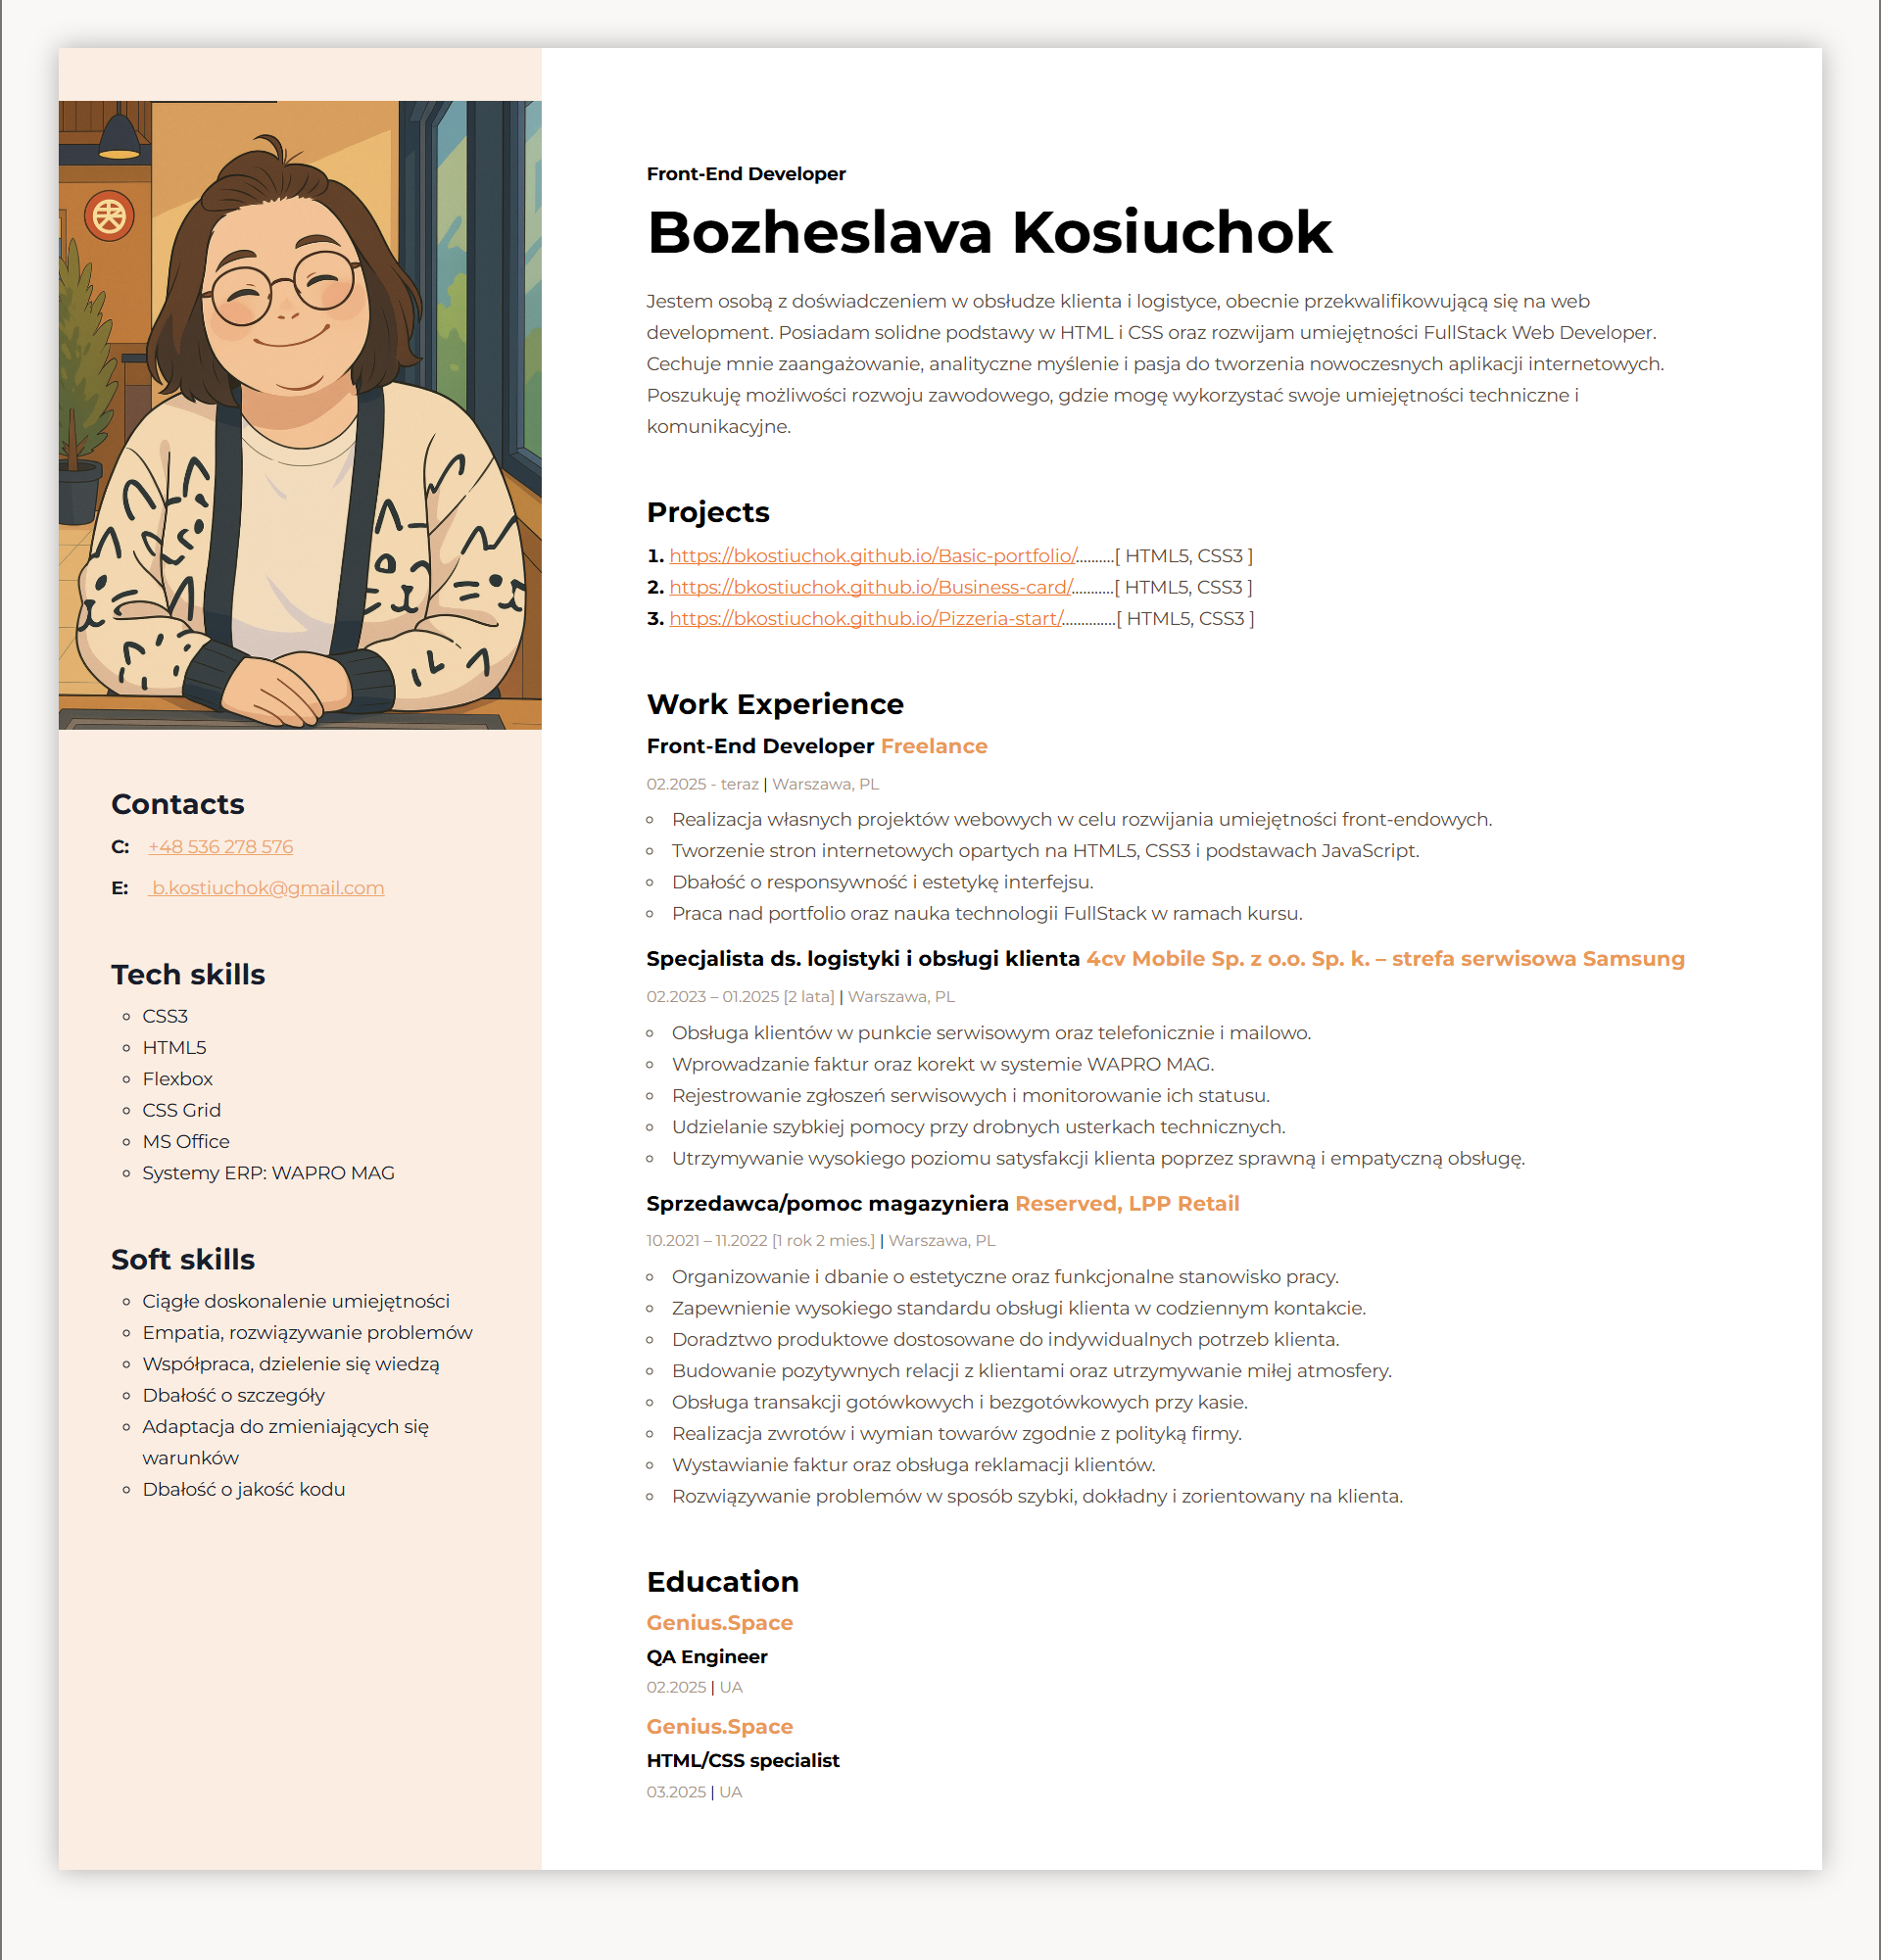 Front-End Developer
Bozheslava Kosiuchok
Jestem osobą z doświadczeniem w obsłudze klienta i logistyce, obecnie przekwalifikowującą się na web
development. Posiadam solidne podstawy w HTML i CSS oraz rozwijam umiejętności FullStack Web Developer.
Cechuje mnie zaangażowanie, analityczne myślenie i pasja do tworzenia nowoczesnych aplikacji internetowych.
Poszukuję możliwości rozwoju zawodowego, gdzie mogę wykorzystać swoje umiejętności techniczne i
komunikacyjne.
Projects
1. https://bkostiuchok.github.io/Basic-portfolio/..........[ HTML5, CSS3 ]
2. https://bkostiuchok.github.io/Business-card/...........[ HTML5, CSS3 ]
3. https://bkostiuchok.github.io/Pizzeria-start/..............[ HTML5, CSS3 ]
Work Experience
Front-End Developer Freelance
02.2025 - teraz | Warszawa, PL
Realizacja własnych projektów webowych w celu rozwijania umiejętności front-endowych.
Tworzenie stron internetowych opartych na HTML5, CSS3 i podstawach JavaScript.
Dbałość o responsywność i estetykę interfejsu.
Praca nad portfolio oraz nauka technologii FullStack w ramach kursu.
Specjalista ds. logistyki i obsługi klienta 4cv Mobile Sp. z o.o. Sp. k. – strefa serwisowa Samsung
02.2023 – 01.2025 [2 lata] | Warszawa, PL
Obsługa klientów w punkcie serwisowym oraz telefonicznie i mailowo.
Wprowadzanie faktur oraz korekt w systemie WAPRO MAG.
Rejestrowanie zgłoszeń serwisowych i monitorowanie ich statusu.
Udzielanie szybkiej pomocy przy drobnych usterkach technicznych.
Utrzymywanie wysokiego poziomu satysfakcji klienta poprzez sprawną i empatyczną obsługę.
Sprzedawca/pomoc magazyniera Reserved, LPP Retail
10.2021 – 11.2022 [1 rok 2 mies.] | Warszawa, PL
Organizowanie i dbanie o estetyczne oraz funkcjonalne stanowisko pracy.
Zapewnienie wysokiego standardu obsługi klienta w codziennym kontakcie.
Doradztwo produktowe dostosowane do indywidualnych potrzeb klienta.
Budowanie pozytywnych relacji z klientami oraz utrzymywanie miłej atmosfery.
Obsługa transakcji gotówkowych i bezgotówkowych przy kasie.
Realizacja zwrotów i wymian towarów zgodnie z polityką firmy.
Wystawianie faktur oraz obsługa reklamacji klientów.
Rozwiązywanie problemów w sposób szybki, dokładny i zorientowany na klienta.
Education
Genius.Space
QA Engineer
02.2025 | UA
Genius.Space
HTML/CSS specialist
03.2025 | UA
Contacts
C: +48 536 278 576
E: b.kostiuchok@gmail.com
Tech skills
CSS3
HTML5
Flexbox
CSS Grid
MS Office
Systemy ERP: WAPRO MAG
Soft skills
Ciągłe doskonalenie umiejętności
Empatia, rozwiązywanie problemów
Współpraca, dzielenie się wiedzą
Dbałość o szczegóły
Adaptacja do zmieniających się
warunków
Dbałość o jakość kodu